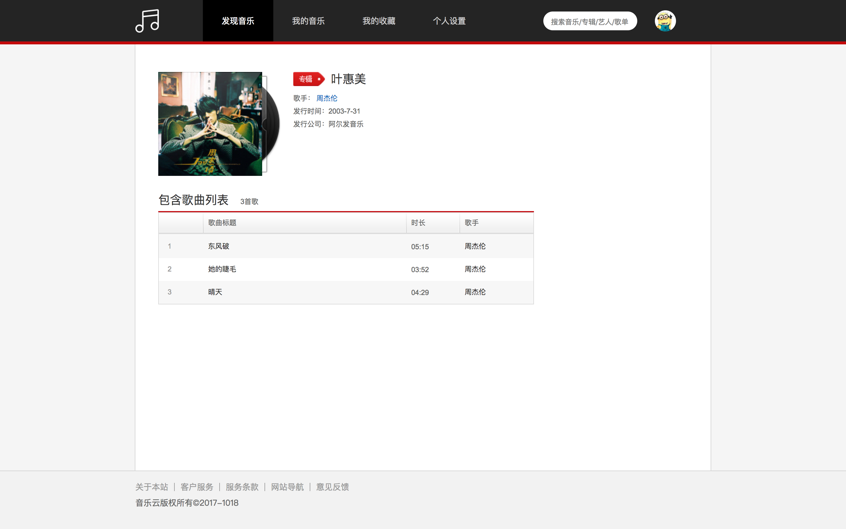 发现音乐 我的音乐 我的收藏 个人设置 搜索音乐/专辑/艺人/歌单
专辑 叶惠美
歌手： 周杰伦
发行时间：2003-7-31
发行公司：阿尔发音乐
包含歌曲列表 3首歌
歌曲标题 时长 歌手
1 东风破 05:15 周杰伦
2 她的睫毛 03:52 周杰伦
3 晴天 04:29 周杰伦
关于本站 | 客户服务 | 服务条款 | 网站导航 | 意见反馈
音乐云版权所有©2017-1018